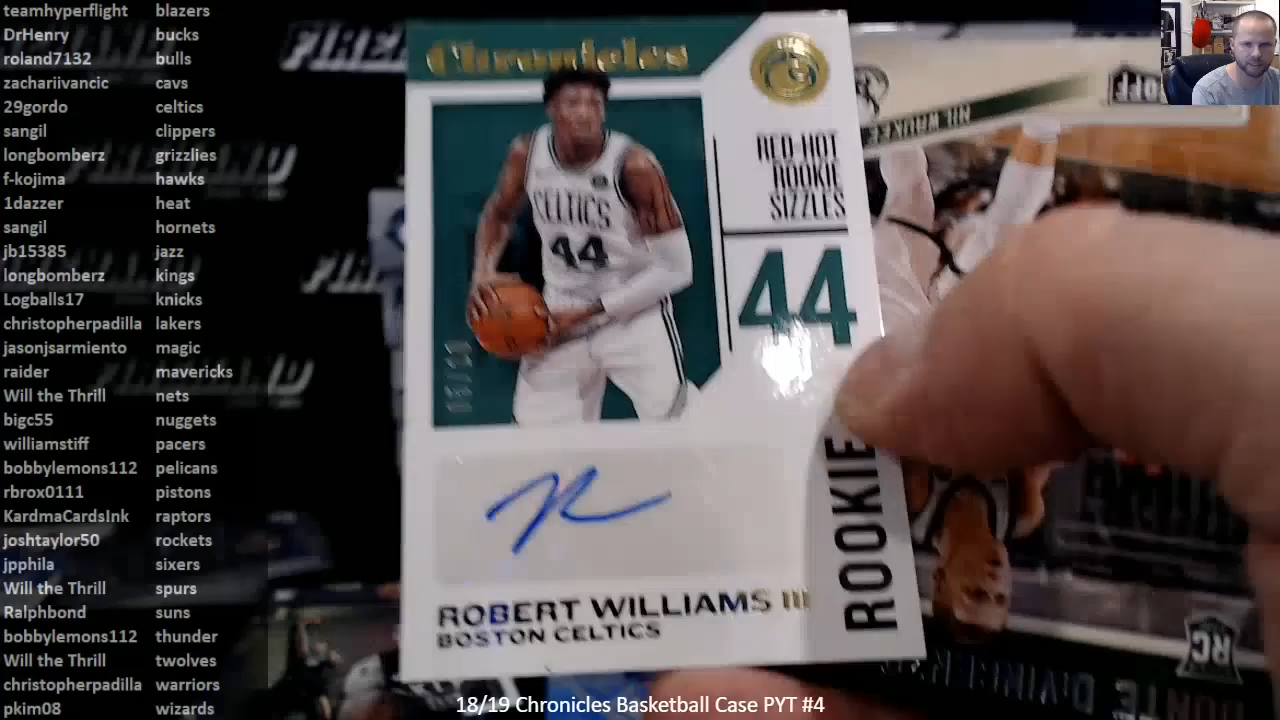 teamhyperflight blazers
DrHenry bucks
roland7132 bulls
zachariivancic cavs
29gordo celtics
sangil clippers
longbomberz grizzlies
f-kojima hawks
1dazzer heat
sangil hornets
jb15385 jazz
longbomberz kings
Logballs17 knicks
christopherpadilla lakers
jasonjsarmiento magic
raider mavericks
Will the Thrill nets
bigc55 nuggets
williamstiff pacers
bobbylemons112 pelicans
rbrox0111 pistons
KardmaCardsInk raptors
joshtaylor50 rockets
jpphila sixers
Will the Thrill spurs
Ralphbond suns
bobbylemons112 thunder
Will the Thrill twolves
christopherpadilla warriors
pkim08 wizards
Chronicles
RED-HOT
ROOKIE
SIZZLES
44
CELTICS
44
ROOKIE
ROBERT WILLIAMS III
BOSTON CELTICS
MILWAUKEE
RC
18/19 Chronicles Basketball Case PYT #4